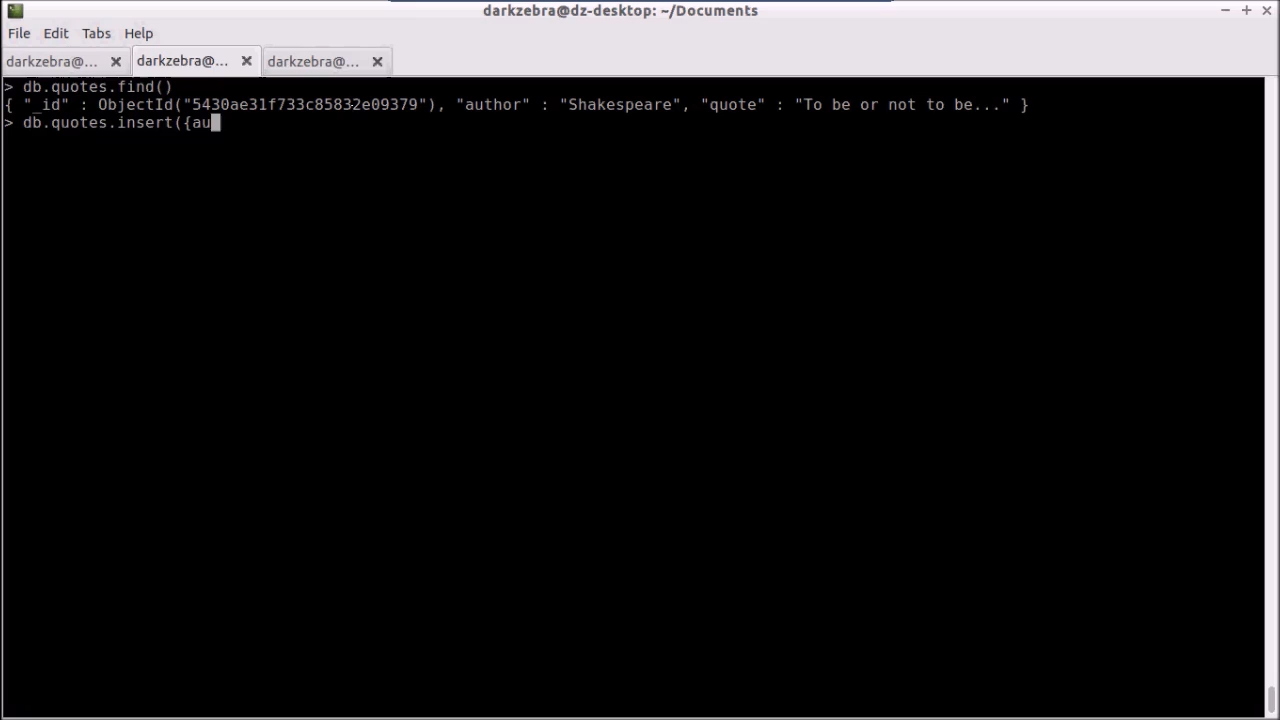 darkzebra@dz-desktop: ~/Documents
File Edit Tabs Help
darkzebra@... darkzebra@... darkzebra@...
> db.quotes.find()
{ "_id" : ObjectId("5430ae31f733c85832e09379"), "author" : "Shakespeare", "quote" : "To be or not to be..." }
> db.quotes.insert({au